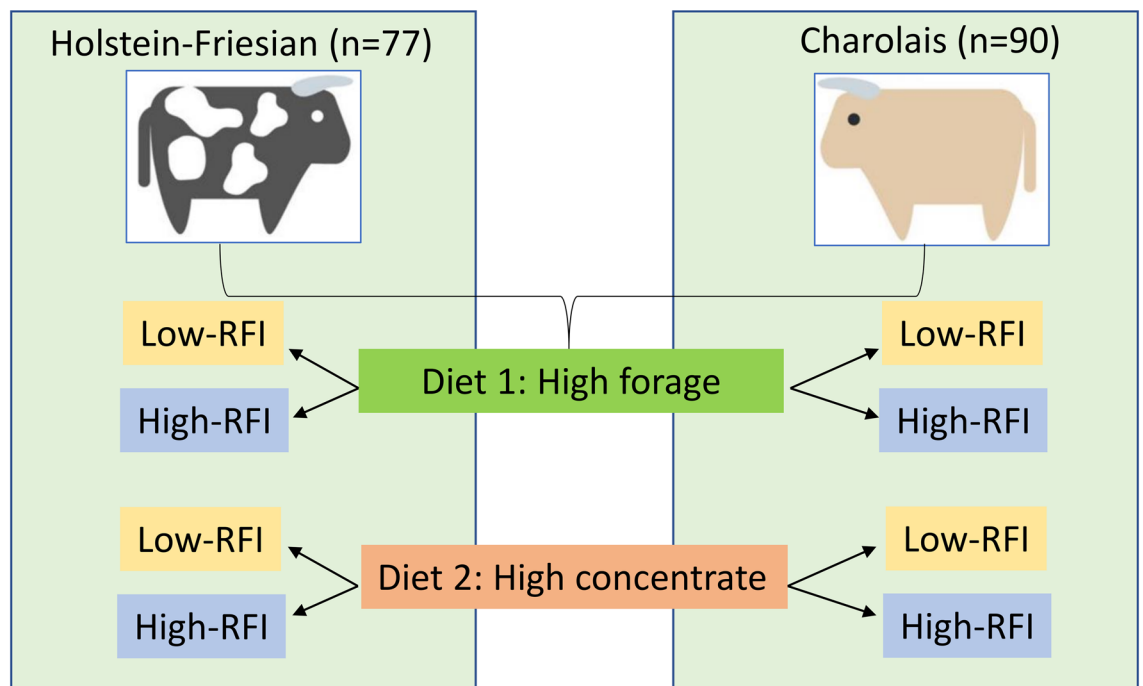 Holstein-Friesian (n=77)
Charolais (n=90)
Low-RFI
Low-RFI
Diet 1: High forage
High-RFI
High-RFI
Low-RFI
Low-RFI
Diet 2: High concentrate
High-RFI
High-RFI